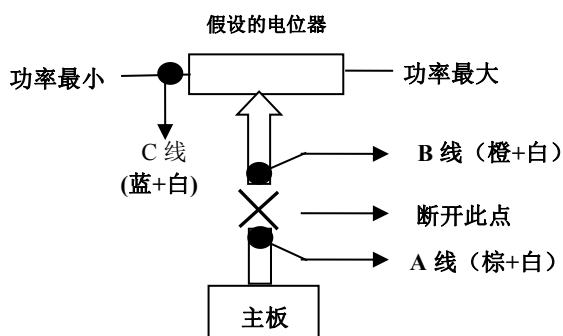 假设的电位器
功率最小
功率最大
C 线
(蓝+白)
B 线（橙+白）
断开此点
A 线（棕+白）
主板